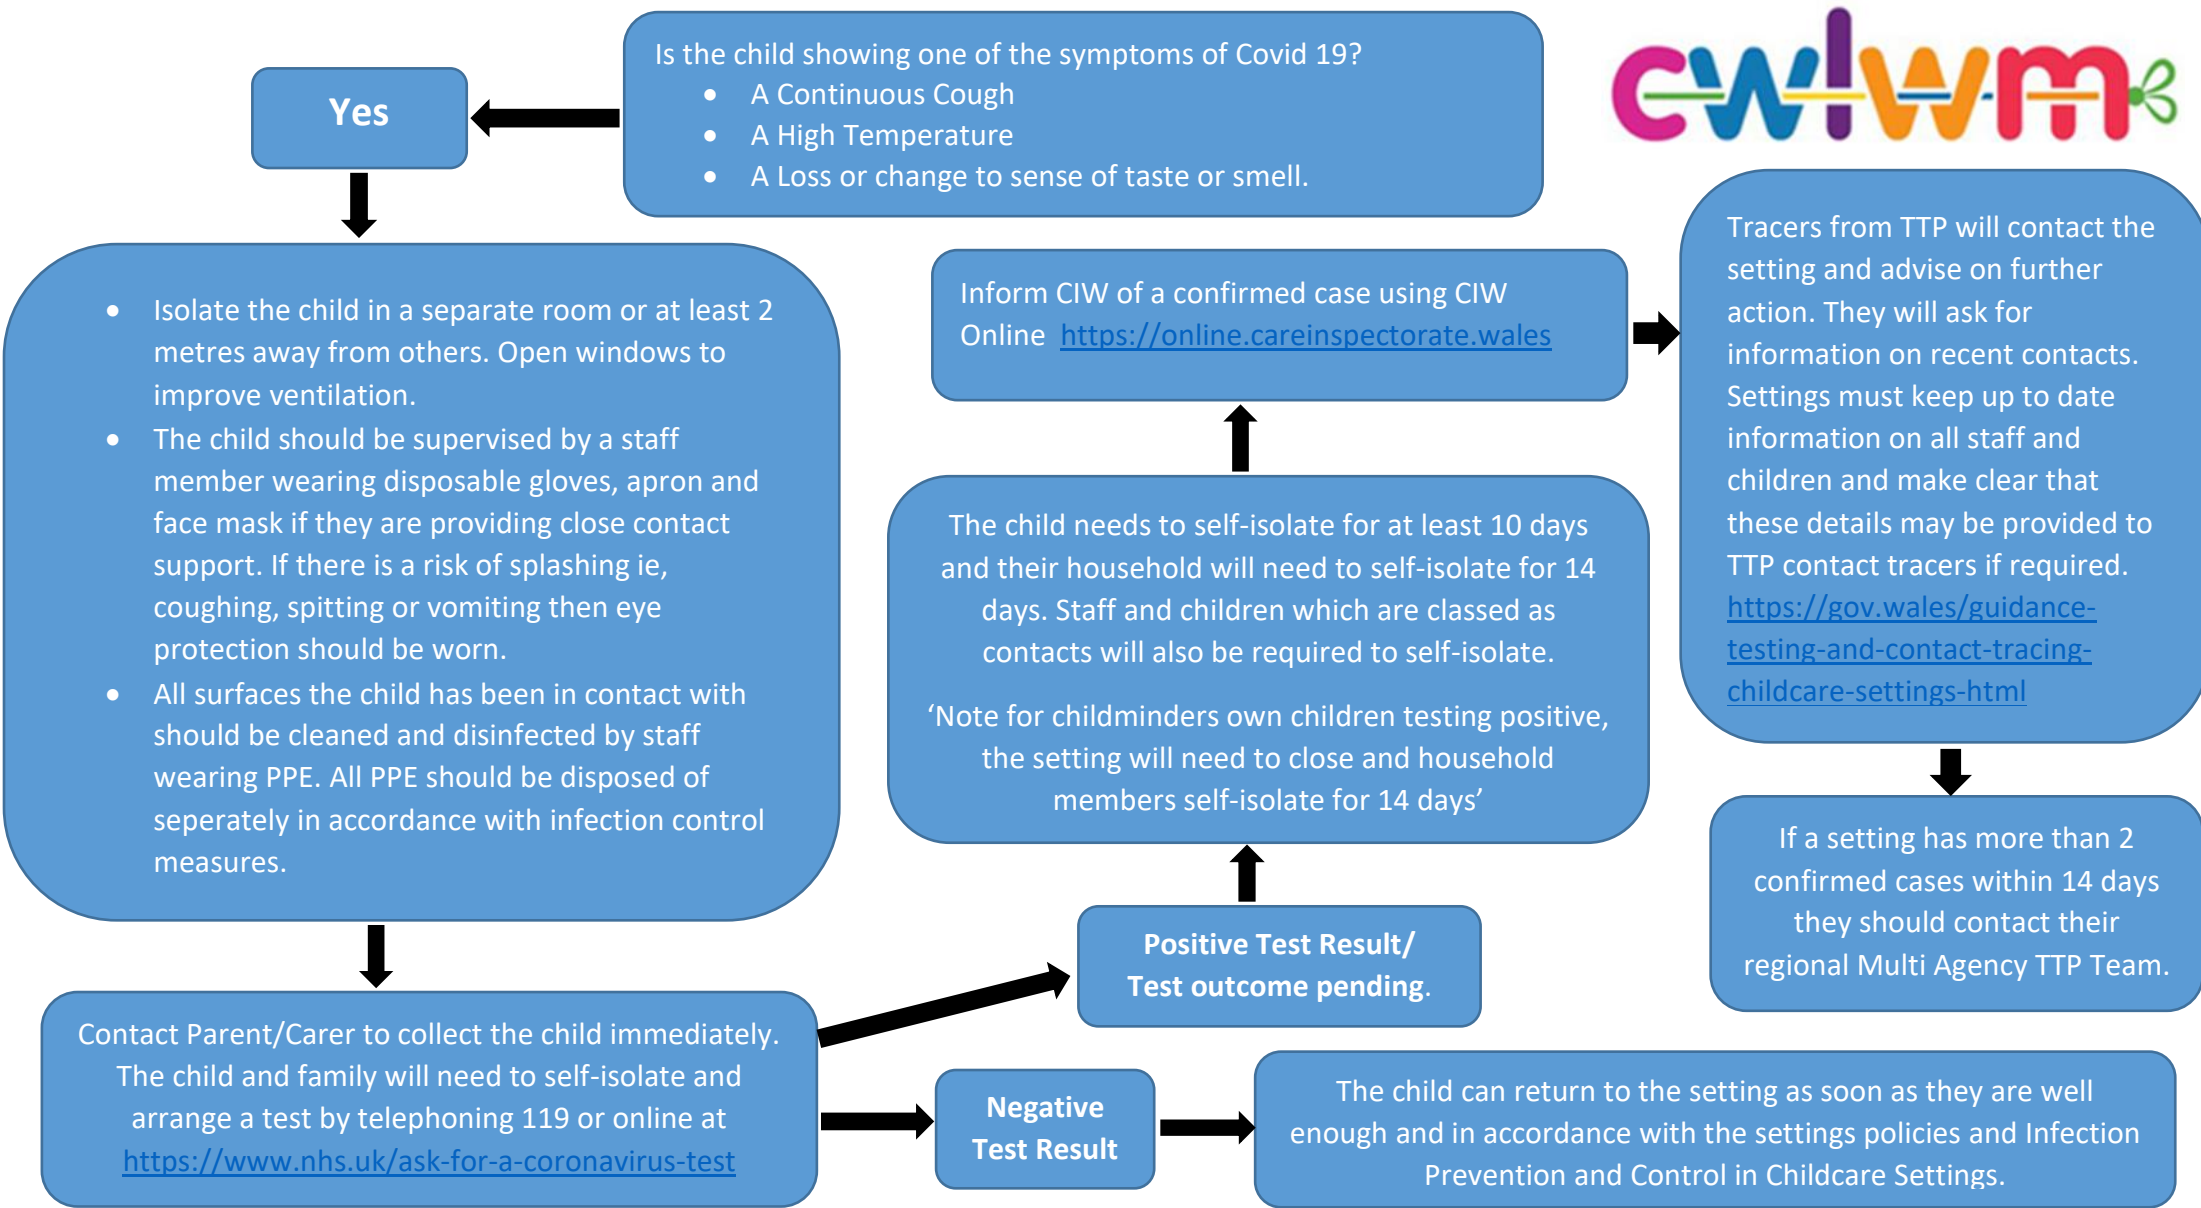 Is the child showing one of the symptoms of Covid 19?
• A Continuous Cough
• A High Temperature
• A Loss or change to sense of taste or smell.
cwlwm
Yes
• Isolate the child in a separate room or at least 2
metres away from others. Open windows to
improve ventilation.
• The child should be supervised by a staff
member wearing disposable gloves, apron and
face mask if they are providing close contact
support. If there is a risk of splashing ie,
coughing, spitting or vomiting then eye
protection should be worn.
• All surfaces the child has been in contact with
should be cleaned and disinfected by staff
wearing PPE. All PPE should be disposed of
seperately in accordance with infection control
measures.
Contact Parent/Carer to collect the child immediately.
The child and family will need to self-isolate and
arrange a test by telephoning 119 or online at
https://www.nhs.uk/ask-for-a-coronavirus-test
Positive Test Result/
Test outcome pending.
The child needs to self-isolate for at least 10 days
and their household will need to self-isolate for 14
days. Staff and children which are classed as
contacts will also be required to self-isolate.
‘Note for childminders own children testing positive,
the setting will need to close and household
members self-isolate for 14 days’
Inform CIW of a confirmed case using CIW
Online https://online.careinspectorate.wales
Tracers from TTP will contact the
setting and advise on further
action. They will ask for
information on recent contacts.
Settings must keep up to date
information on all staff and
children and make clear that
these details may be provided to
TTP contact tracers if required.
https://gov.wales/guidance-
testing-and-contact-tracing-
childcare-settings-html
If a setting has more than 2
confirmed cases within 14 days
they should contact their
regional Multi Agency TTP Team.
Negative
Test Result
The child can return to the setting as soon as they are well
enough and in accordance with the settings policies and Infection
Prevention and Control in Childcare Settings.